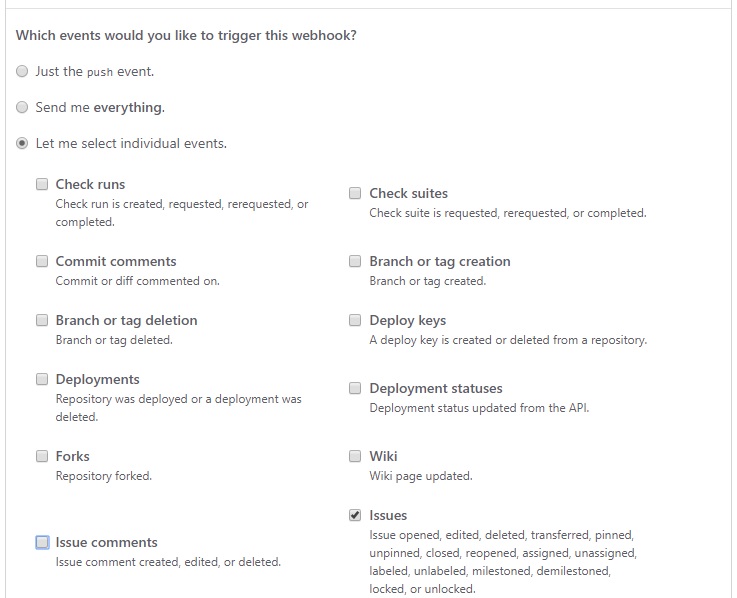 Which events would you like to trigger this webhook?
Just the push event.
Send me everything.
Let me select individual events.
Check runs
Check run is created, requested, rerequested, or
completed.
Check suites
Check suite is requested, rerequested, or completed.
Commit comments
Commit or diff commented on.
Branch or tag creation
Branch or tag created.
Branch or tag deletion
Branch or tag deleted.
Deploy keys
A deploy key is created or deleted from a repository.
Deployments
Repository was deployed or a deployment was
deleted.
Deployment statuses
Deployment status updated from the API.
Forks
Repository forked.
Wiki
Wiki page updated.
Issue comments
Issue comment created, edited, or deleted.
Issues
Issue opened, edited, deleted, transferred, pinned,
unpinned, closed, reopened, assigned, unassigned,
labeled, unlabeled, milestoned, demilestoned,
locked, or unlocked.